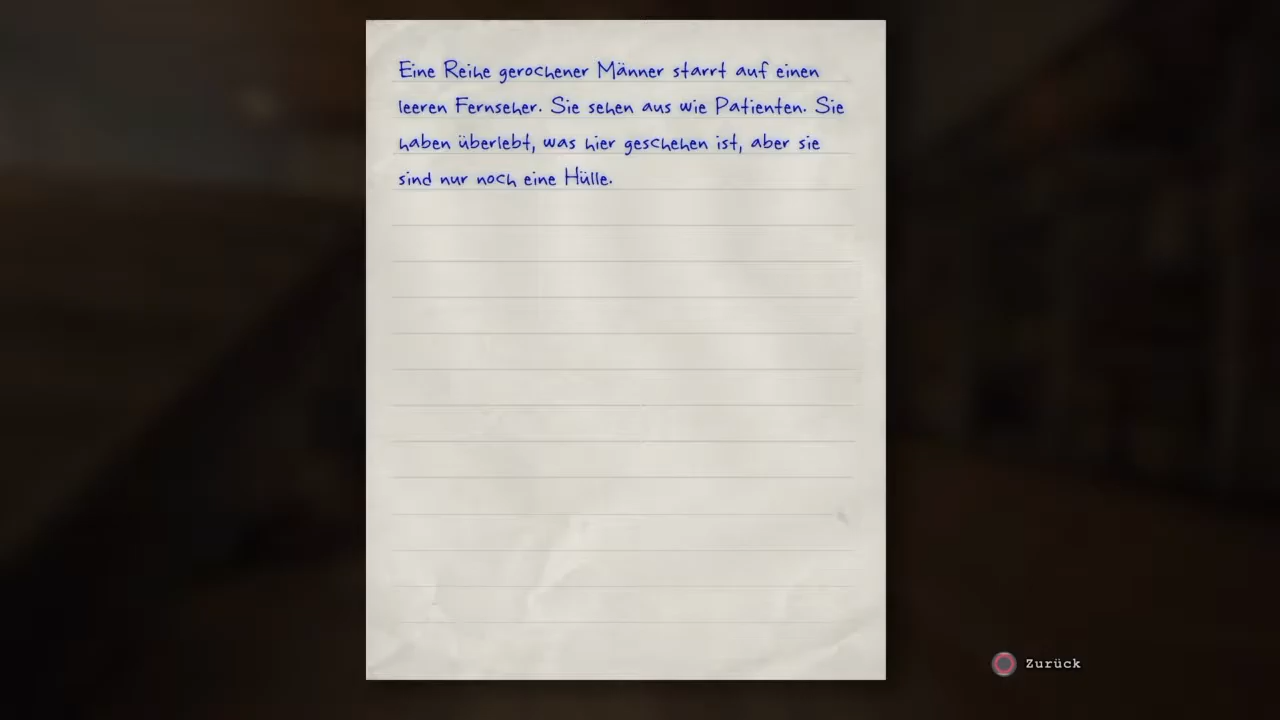 Eine Reihe gerochener Männer starrt auf einen
leeren Fernseher. Sie sehen aus wie Patienten. Sie
haben überlebt, was hier geschehen ist, aber sie
sind nur noch eine Hülle.
Zurück